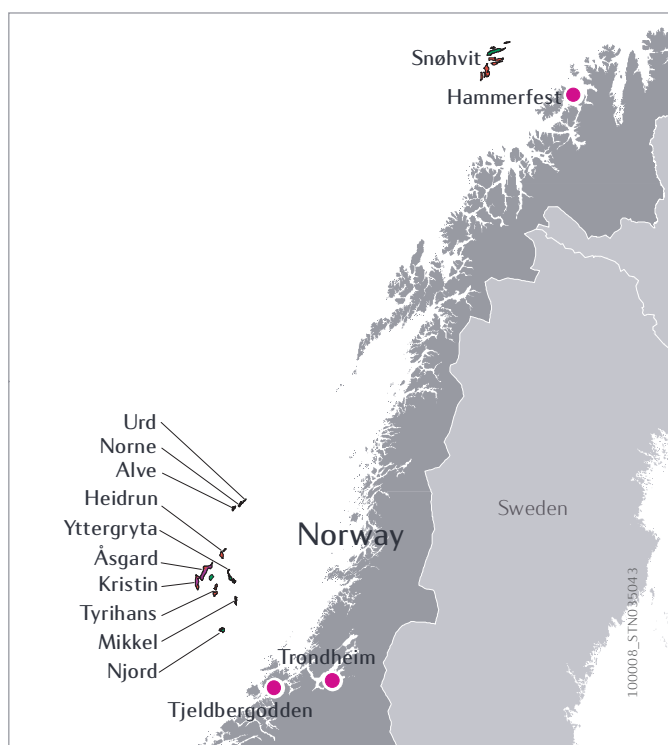 Snøhvit
Hammerfest
Urd
Norne
Alve
Heidrun
Yttergryta
Åsgard
Kristin
Tyrihans
Mikkel
Njord
Norway
Sweden
Trondheim
Tjeldbergodden
100008_STN035043